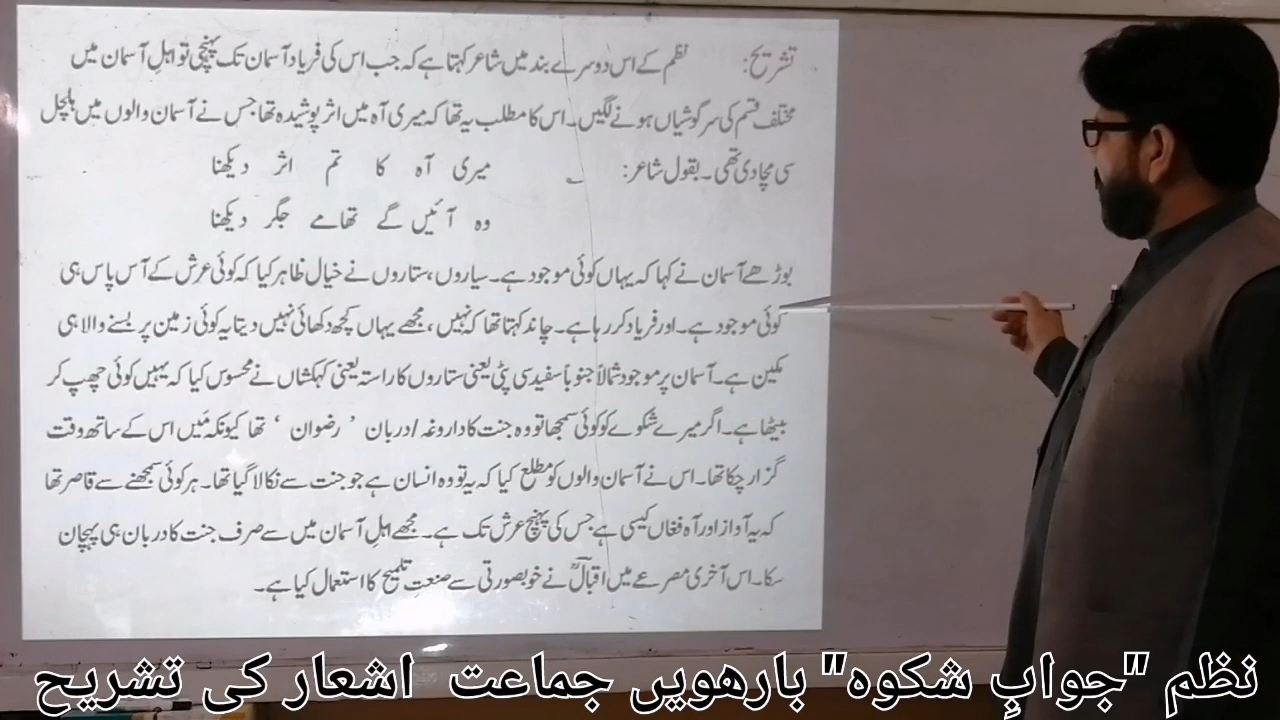 تشریح: نظم کے اس دوسرے بند میں شاعر کہتا ہے کہ جب اس کی فریاد آسمان تک پہنچی تو اہلِ آسمان میں
مختلف قسم کی سرگوشیاں ہونے لگیں۔ اس کا مطلب یہ تھا کہ میری آہ میں اثر پوشیدہ تھا جس نے آسمان والوں میں ہلچل
سی مچا دی تھی۔ بقول شاعر: ؎ میری آہ کا تم اثر دیکھنا
وہ آئیں گے تھامے جگر دیکھنا
بوڑھے آسمان نے کہا کہ یہاں کوئی موجود ہے۔ سیاروں، ستاروں نے خیال ظاہر کیا کہ کوئی عرش کے آس پاس ہی
کوئی موجود ہے۔ اور فریاد کر رہا ہے۔ چاند کہتا تھا کہ نہیں، مجھے یہاں کچھ دکھائی نہیں دیتا یہ کوئی زمین پر بسنے والا ہی
مکین ہے۔ آسمان پر موجود شمالاً جنوباً سفید سی پٹی یعنی ستاروں کا راستہ یعنی کہکشاں نے محسوس کیا کہ یہیں کوئی چھپ کر
بیٹھا ہے۔ اگر میرے شکوے کو کوئی سمجھا تو وہ جنت کا داروغہ/ دربان ’رضوان‘ تھا کیونکہ مَیں اس کے ساتھ وقت
گزار چکا تھا۔ اس نے آسمان والوں کو مطلع کیا کہ یہ تو وہ انسان ہے جو جنت سے نکالا گیا تھا۔ ہر کوئی سمجھنے سے قاصر تھا
کہ یہ آواز اور آہ فغاں کیسی ہے جس کی پہنچ عرش تک ہے۔ مجھے اہلِ آسمان میں سے صرف جنت کا دربان ہی پہچان
سکا۔ اس آخری مصرعے میں اقبالؒ نے خوبصورتی سے صنعتِ تلمیح کا استعمال کیا ہے۔
نظم "جوابِ شکوہ" بارھویں جماعت اشعار کی تشریح